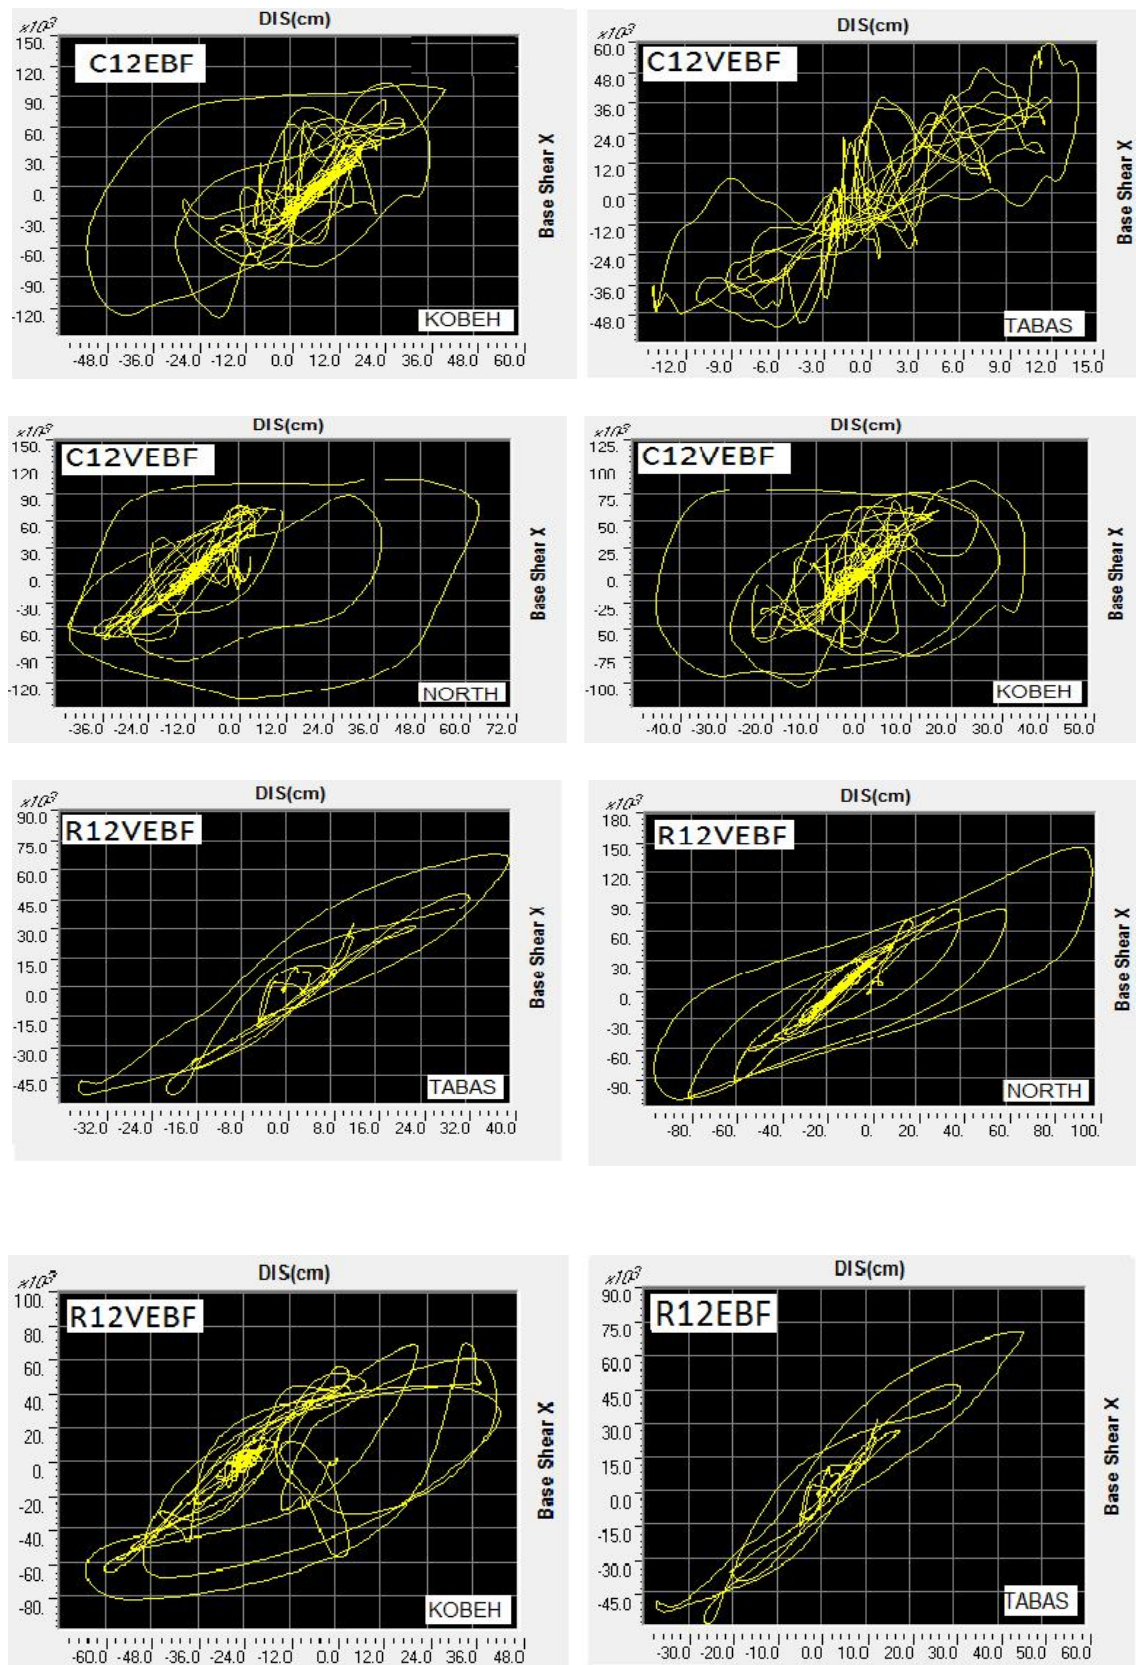 DIS(cm)
x10³
C12EBF
150.
120.
90.
60.
30.
0.
-30.
-60.
-90.
-120.
KOBEH
Base Shear X
-48.0 -36.0 -24.0 -12.0 0.0 12.0 24.0 36.0 48.0 60.0
DIS(cm)
x10³
C12VEBF
60.0
48.0
36.0
24.0
12.0
0.0
-12.0
-24.0
-36.0
-48.0
TABAS
Base Shear X
-12.0 -9.0 -6.0 -3.0 0.0 3.0 6.0 9.0 12.0 15.0
DIS(cm)
x10³
C12VEBF
150.
120
90.
60.
30.
0.
-30.
60.
-90
-120.
NORTH
Base Shear X
-36.0 -24.0 -12.0 0.0 12.0 24.0 36.0 48.0 60.0 72.0
DIS(cm)
x10³
C12VEBF
125.
100.
75.
50.
25.
0.
-25.
50.
-75
-100.
KOBEH
Base Shear X
-40.0 -30.0 -20.0 -10.0 0.0 10.0 20.0 30.0 40.0 50.0
DIS(cm)
x10³
R12VEBF
90.0
75.0
60.0
45.0
30.0
15.0
0.0
-15.0
-30.0
-45.0
TABAS
Base Shear X
-32.0 -24.0 -16.0 -8.0 0.0 8.0 16.0 24.0 32.0 40.0
DIS(cm)
x10³
R12VEBF
180.
150.
120.
90.
60.
30.
0.
-30.
-60.
-90.
NORTH
Base Shear X
-80. -60. -40. -20. 0. 20. 40. 60. 80. 100.
DIS(cm)
x10³
R12VEBF
100.
80.
60.
40.
20.
0.
-20.
-40.
-60.
-80.
KOBEH
Base Shear X
-60.0 -48.0 -36.0 -24.0 -12.0 0.0 12.0 24.0 36.0 48.0
DIS(cm)
x10³
R12EBF
90.0
75.0
60.0
45.0
30.0
15.0
0.0
-15.0
-30.0
-45.0
TABAS
Base Shear X
-30.0 -20.0 -10.0 0.0 10.0 20.0 30.0 40.0 50.0 60.0